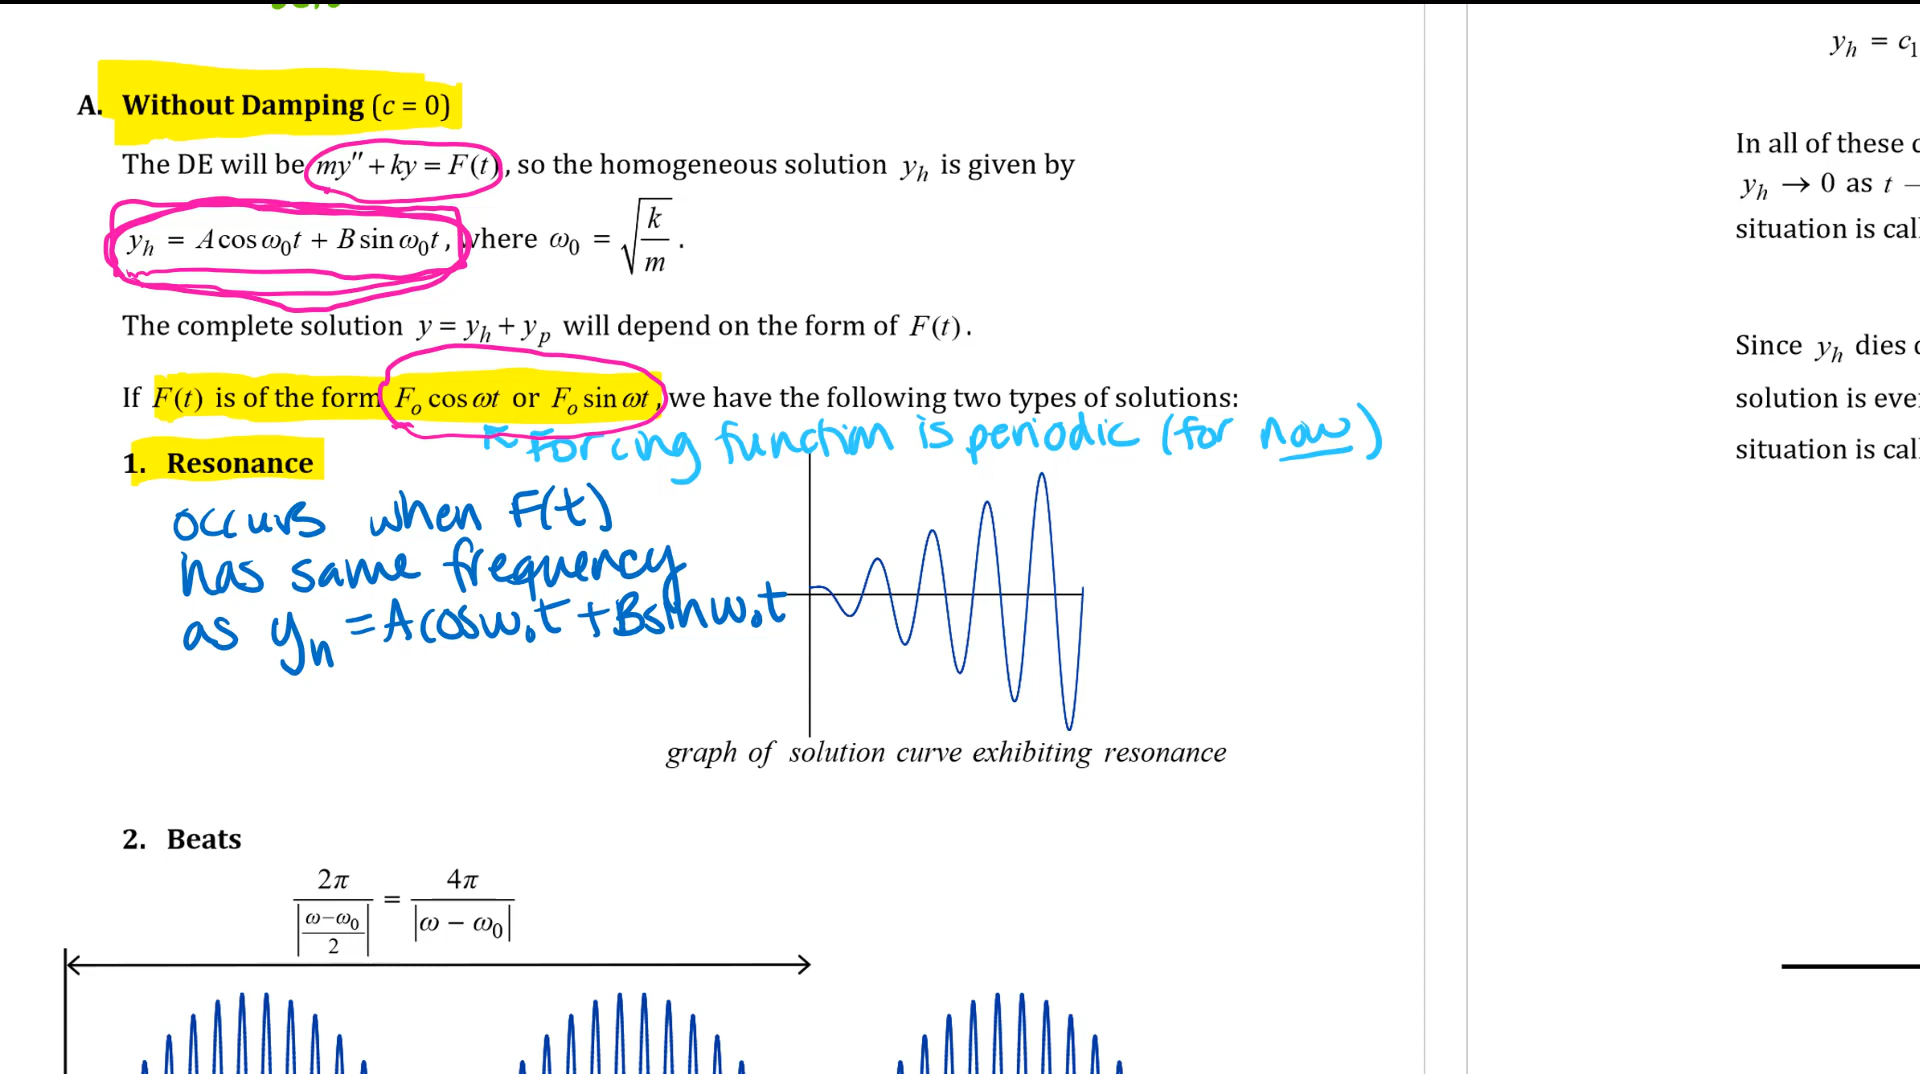 A. Without Damping (c = 0)
The DE will be my″ + ky = F(t), so the homogeneous solution yₕ is given by
yₕ = A cos ω₀t + B sin ω₀t, where ω₀ = √(k/m).
The complete solution y = yₕ + yₚ will depend on the form of F(t).
If F(t) is of the form Fₒ cos ωt or Fₒ sin ωt, we have the following two types of solutions:
Forcing function is periodic (for now)
1. Resonance
occurs when F(t)
has same frequency
as yₕ = A cos ω₀t + B sin ω₀t
graph of solution curve exhibiting resonance
2. Beats
2π / |(ω−ω₀)/2| = 4π / |ω − ω₀|
yₕ = c₁
In all of these
yₕ → 0 as t
situation is
Since yₕ dies
solution is
situation is